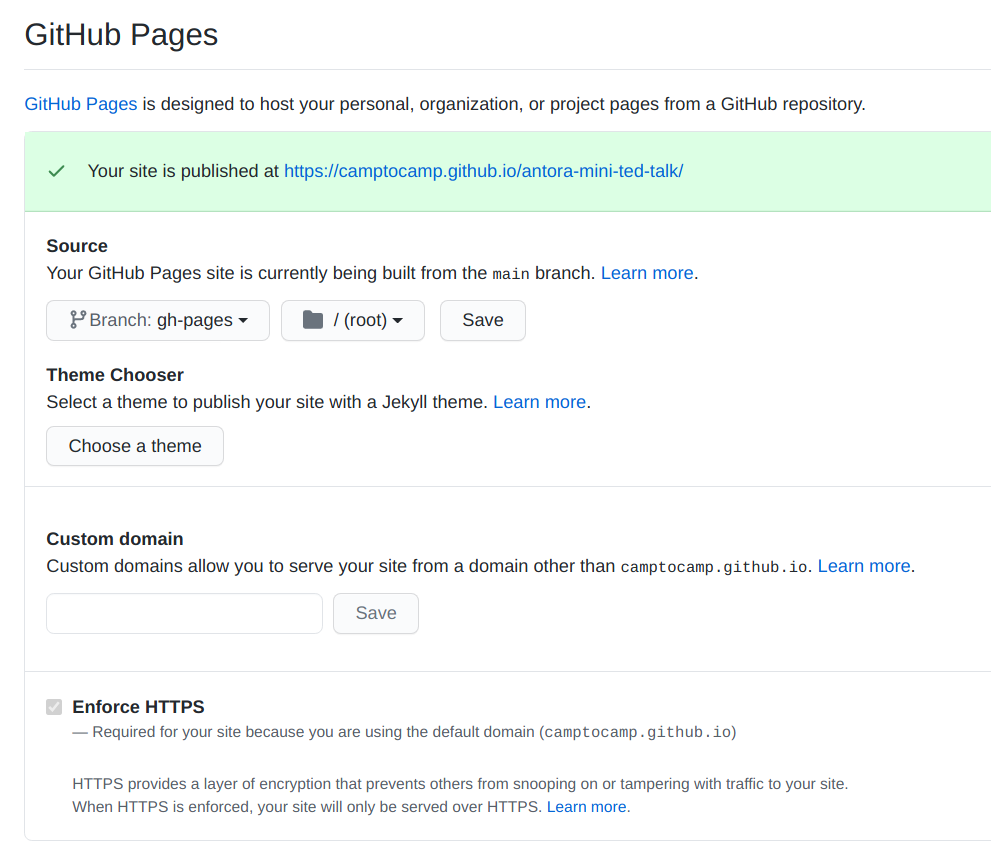 GitHub Pages
GitHub Pages is designed to host your personal, organization, or project pages from a GitHub repository.
Your site is published at https://camptocamp.github.io/antora-mini-ted-talk/
Source
Your GitHub Pages site is currently being built from the main branch. Learn more.
Branch: gh-pages / (root) Save
Theme Chooser
Select a theme to publish your site with a Jekyll theme. Learn more.
Choose a theme
Custom domain
Custom domains allow you to serve your site from a domain other than camptocamp.github.io. Learn more.
Save
Enforce HTTPS
— Required for your site because you are using the default domain (camptocamp.github.io)
HTTPS provides a layer of encryption that prevents others from snooping on or tampering with traffic to your site.
When HTTPS is enforced, your site will only be served over HTTPS. Learn more.